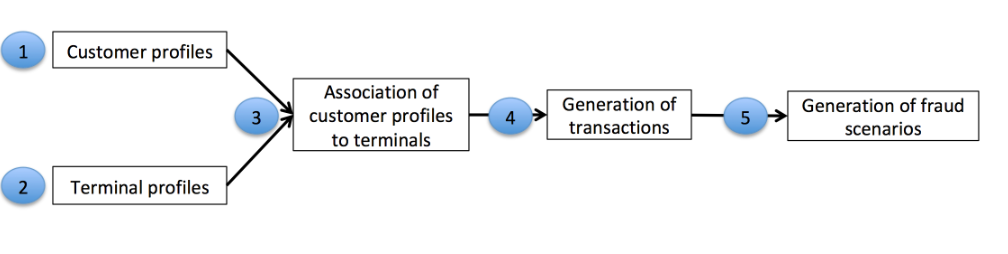 1
Customer profiles
2
Terminal profiles
3
Association of
customer profiles
to terminals
4
Generation of
transactions
5
Generation of fraud
scenarios